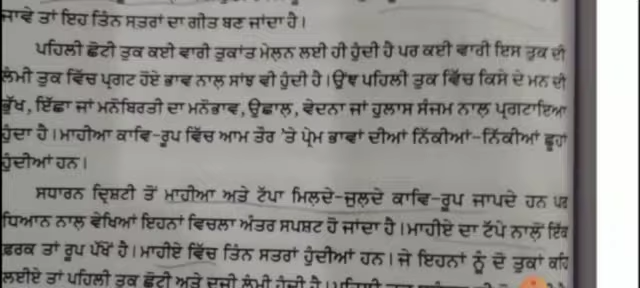 ਜਾਵੇ ਤਾਂ ਇਹ ਤਿੰਨ ਸਤਰਾਂ ਦਾ ਗੀਤ ਬਣ ਜਾਂਦਾ ਹੈ।
ਪਹਿਲੀ ਛੋਟੀ ਤੁਕ ਕਈ ਵਾਰੀ ਤੁਕਾਂਤ ਮੇਲਨ ਲਈ ਹੀ ਹੁੰਦੀ ਹੈ ਪਰ ਕਈ ਵਾਰੀ ਇਸ ਤੁਕ ਦੀ
ਲੰਮੀ ਤੁਕ ਵਿੱਚ ਪ੍ਰਗਟ ਹੋਏ ਭਾਵ ਨਾਲ ਸਾਂਝ ਵੀ ਹੁੰਦੀ ਹੈ। ਉਂਞ ਪਹਿਲੀ ਤੁਕ ਵਿੱਚ ਕਿਸੇ ਦੇ ਮਨ ਦੀ
ਭੁੱਖ, ਇੱਛਾ ਜਾਂ ਮਨੋਬਿਰਤੀ ਦਾ ਮਨੋਭਾਵ, ਉਛਾਲ, ਵੇਦਨਾ ਜਾਂ ਹੁਲਾਸ ਸੰਜਮ ਨਾਲ ਪ੍ਰਗਟਾਇਆ
ਹੁੰਦਾ ਹੈ। ਮਾਹੀਆ ਕਾਵਿ-ਰੂਪ ਵਿੱਚ ਆਮ ਤੌਰ 'ਤੇ ਪ੍ਰੇਮ ਭਾਵਾਂ ਦੀਆਂ ਨਿੱਕੀਆਂ-ਨਿੱਕੀਆਂ ਛੂਹਾਂ
ਹੁੰਦੀਆਂ ਹਨ।
ਸਧਾਰਨ ਦ੍ਰਿਸ਼ਟੀ ਤੋਂ ਮਾਹੀਆ ਅਤੇ ਟੱਪਾ ਮਿਲਦੇ-ਜੁਲਦੇ ਕਾਵਿ-ਰੂਪ ਜਾਪਦੇ ਹਨ ਪਰ
ਧਿਆਨ ਨਾਲ ਵੇਖਿਆਂ ਇਹਨਾਂ ਵਿਚਲਾ ਅੰਤਰ ਸਪਸ਼ਟ ਹੋ ਜਾਂਦਾ ਹੈ। ਮਾਹੀਏ ਦਾ ਟੱਪੇ ਨਾਲੋਂ ਇੱਕ
ਫ਼ਰਕ ਤਾਂ ਰੂਪ ਪੱਖੋਂ ਹੈ। ਮਾਹੀਏ ਵਿੱਚ ਤਿੰਨ ਸਤਰਾਂ ਹੁੰਦੀਆਂ ਹਨ। ਜੇ ਇਹਨਾਂ ਨੂੰ ਦੋ ਤੁਕਾਂ ਕਹਿ
ਲਈਏ ਤਾਂ ਪਹਿਲੀ ਤੁਕ ਛੋਟੀ ਅਤੇ ਦੂਜੀ ਲੰਮੀ ਹੁੰਦੀ ਹੈ।